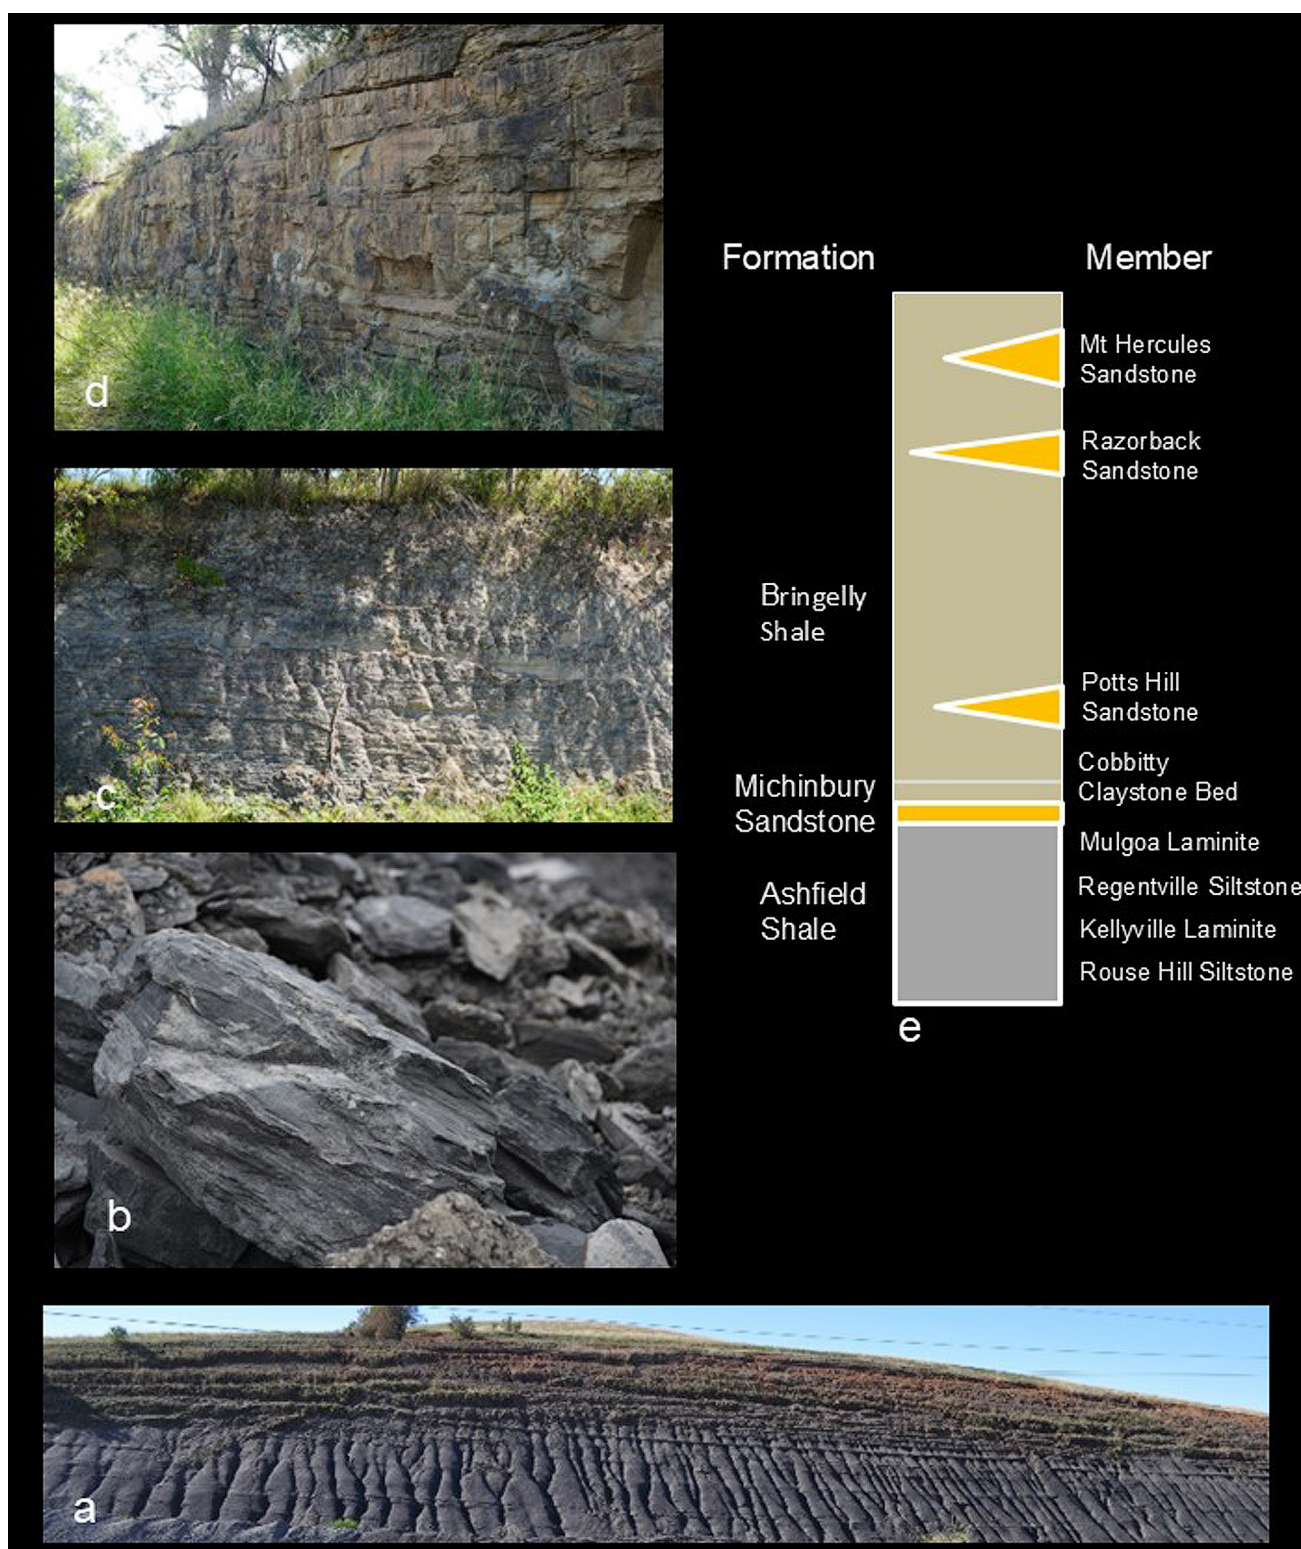 d
c
b
a
Formation
Member
Mt Hercules
Sandstone
Razorback
Sandstone
Bringelly
Shale
Potts Hill
Sandstone
Cobbitty
Claystone Bed
Michinbury
Sandstone
Mulgoa Laminite
Ashfield
Shale
Regentville Siltstone
Kellyville Laminite
Rouse Hill Siltstone
e